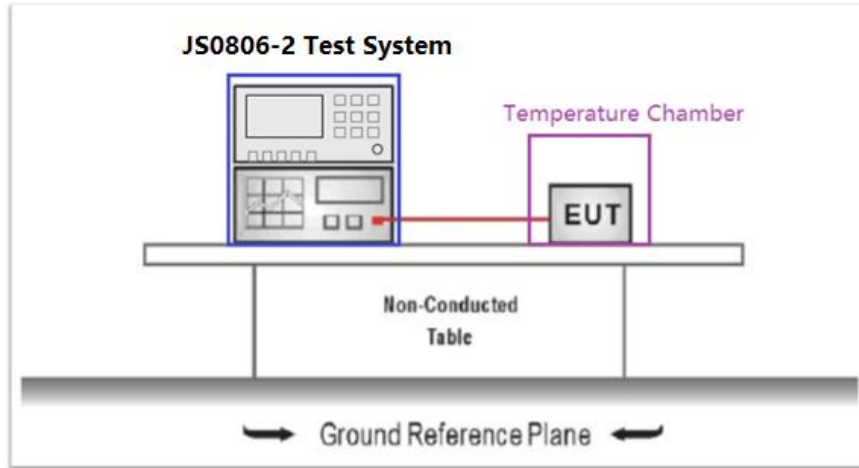 JS0806-2 Test System
Temperature Chamber
EUT
Non-Conducted
Table
Ground Reference Plane